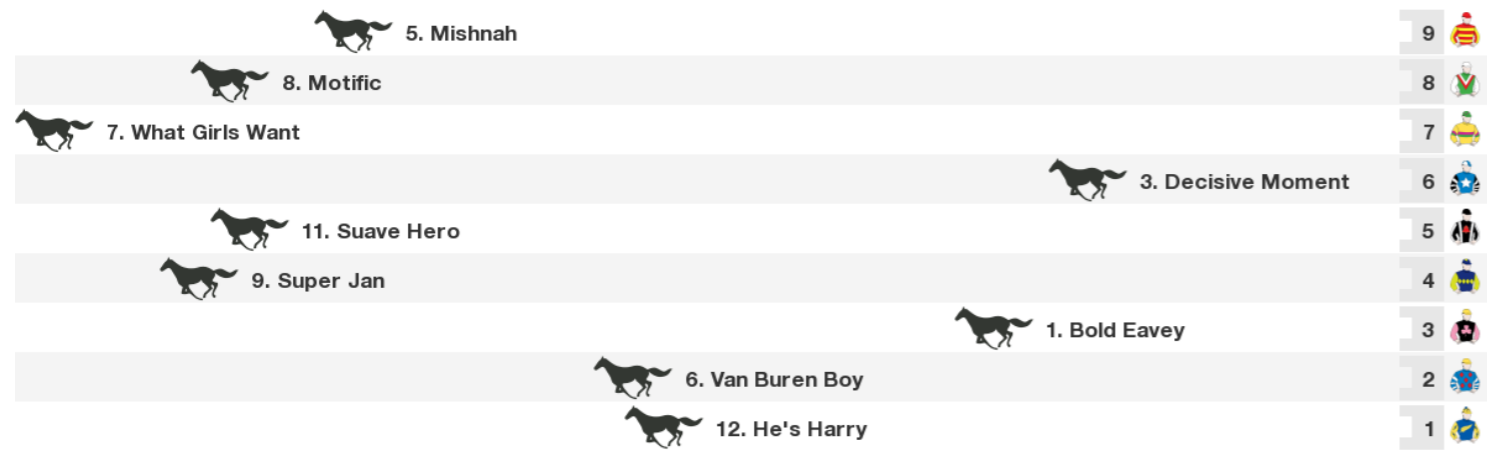 5. Mishnah 9
8. Motific 8
7. What Girls Want 7
3. Decisive Moment 6
11. Suave Hero 5
9. Super Jan 4
1. Bold Eavey 3
6. Van Buren Boy 2
12. He's Harry 1